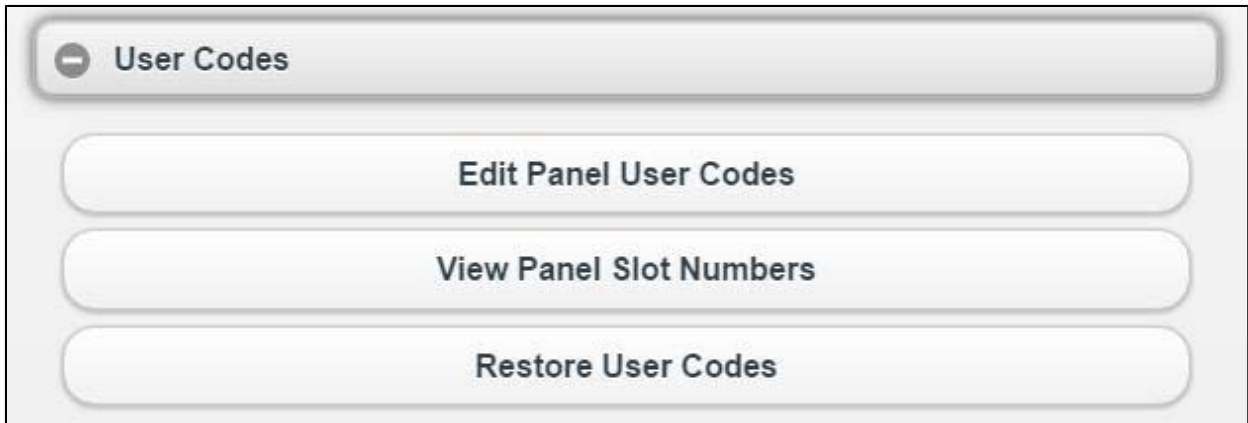 User Codes
Edit Panel User Codes
View Panel Slot Numbers
Restore User Codes